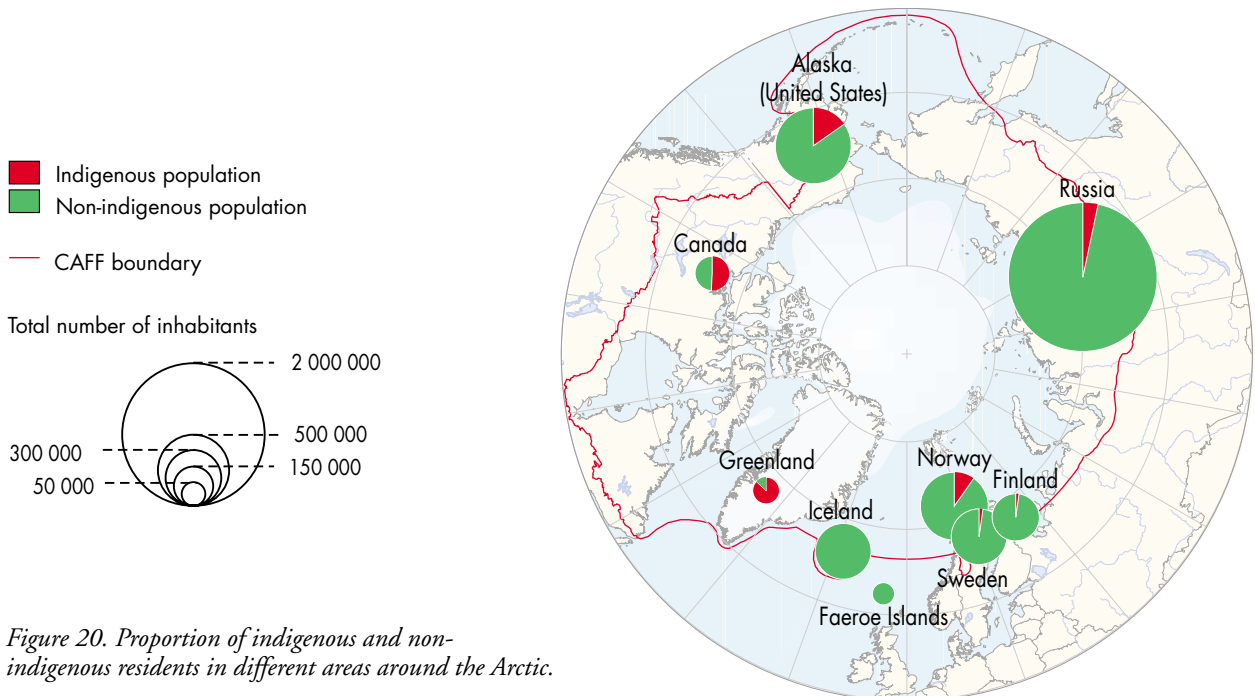 Indigenous population
Non-indigenous population
CAFF boundary
Total number of inhabitants
2 000 000
500 000
300 000
150 000
50 000
Figure 20. Proportion of indigenous and non-
indigenous residents in different areas around the Arctic.
Alaska
(United States)
Russia
Canada
Greenland
Norway
Finland
Iceland
Sweden
Faeroe Islands